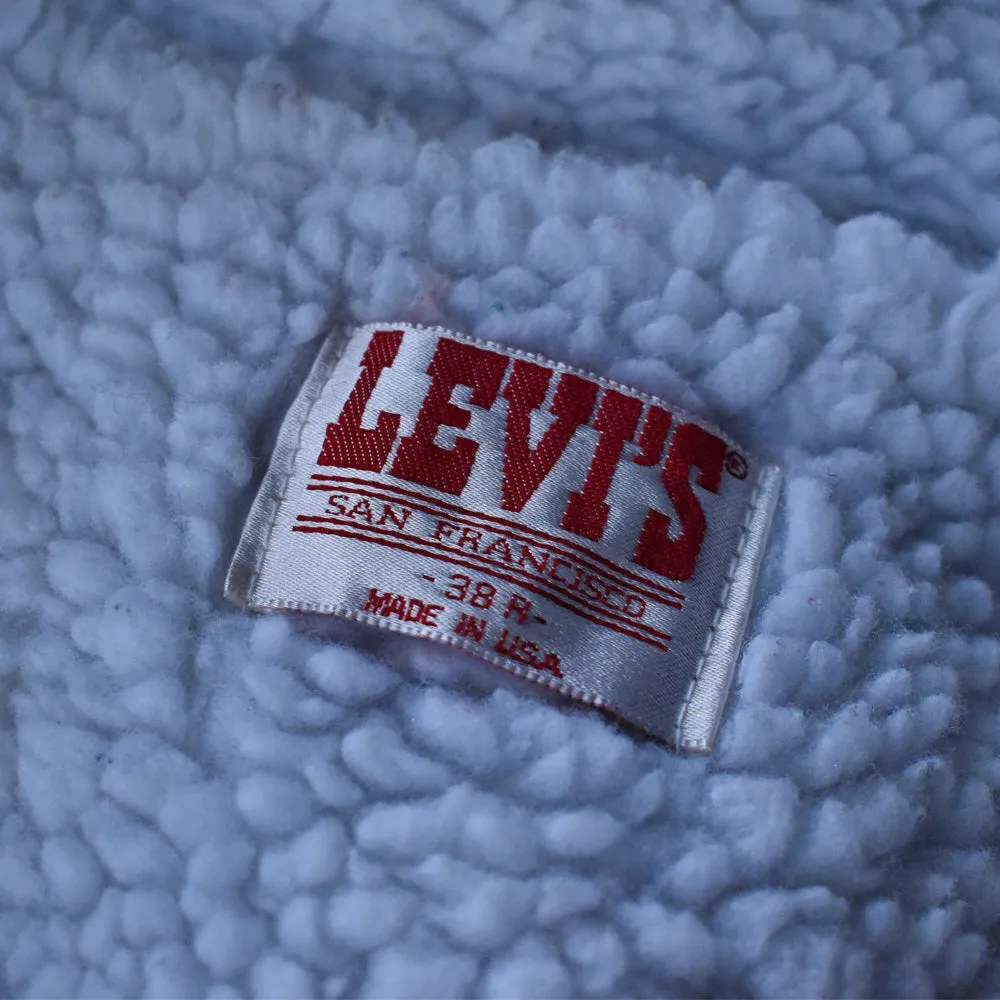 LEVI'S®
SAN FRANCISCO
- 38 R -
MADE IN USA